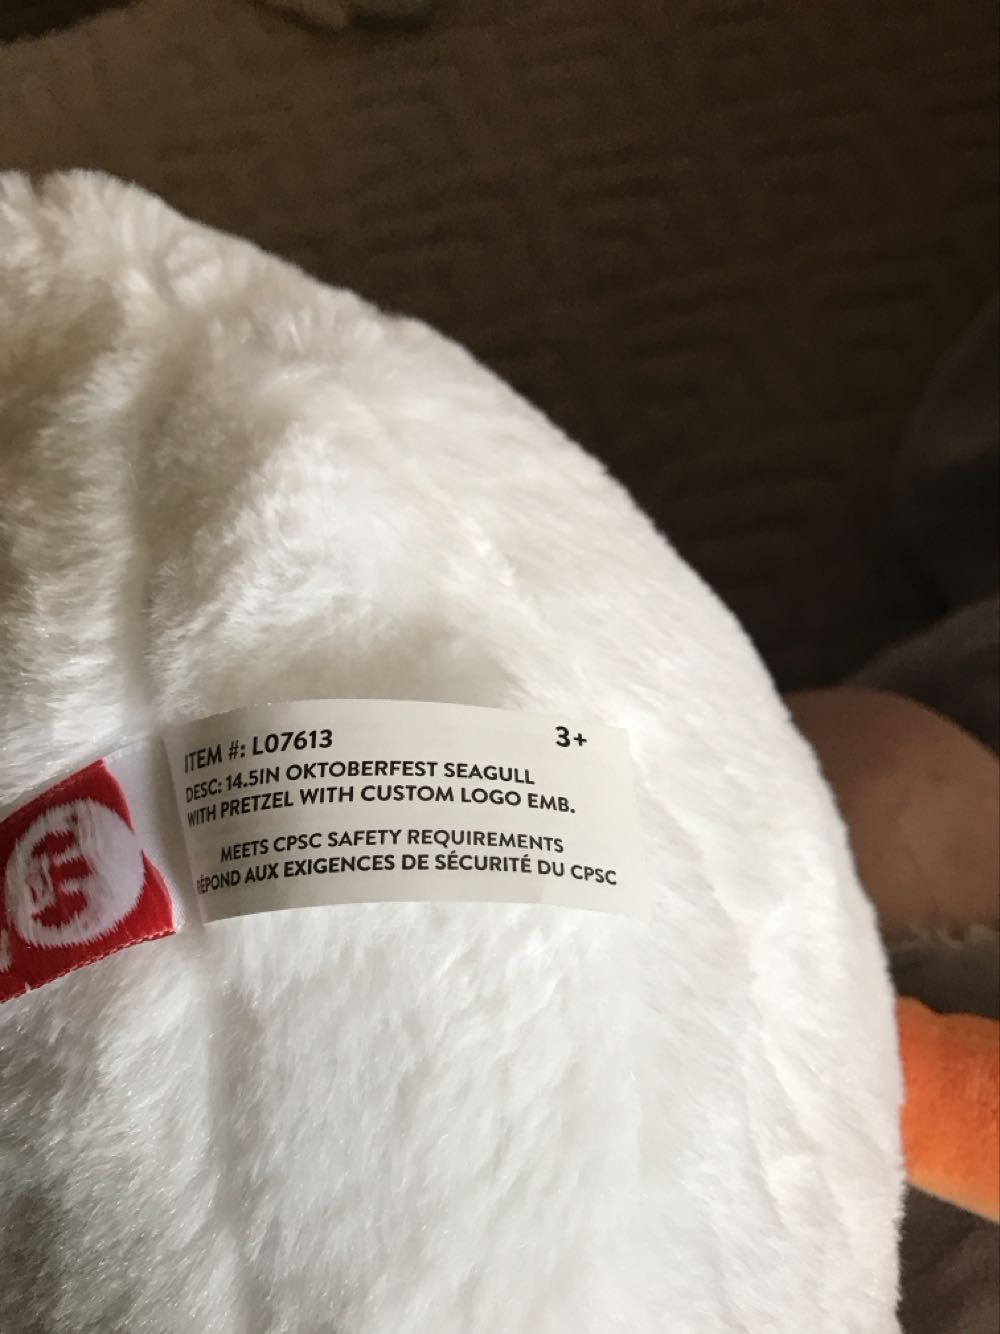 ITEM #: L07613
3+
DESC: 14.5IN OKTOBERFEST SEAGULL
WITH PRETZEL WITH CUSTOM LOGO EMB.
MEETS CPSC SAFETY REQUIREMENTS
RÉPOND AUX EXIGENCES DE SÉCURITÉ DU CPSC